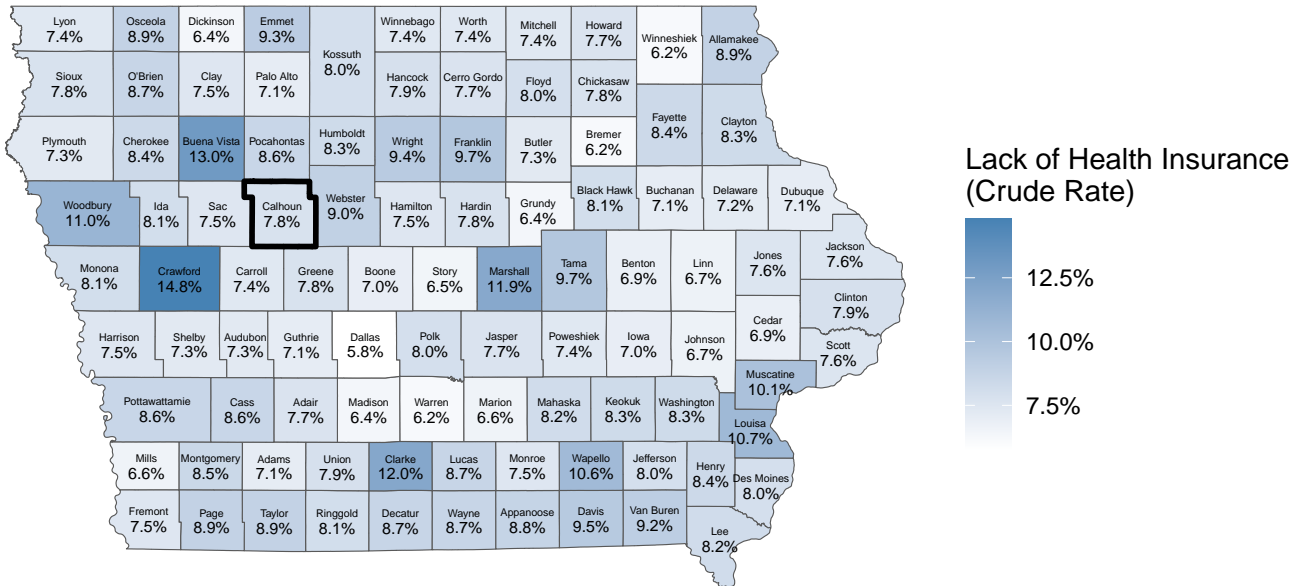 Lyon
7.4%
Osceola
8.9%
Dickinson
6.4%
Emmet
9.3%
Kossuth
8.0%
Winnebago
7.4%
Worth
7.4%
Mitchell
7.4%
Howard
7.7%
Winneshiek
6.2%
Allamakee
8.9%
Sioux
7.8%
O'Brien
8.7%
Clay
7.5%
Palo Alto
7.1%
Hancock
7.9%
Cerro Gordo
7.7%
Floyd
8.0%
Chickasaw
7.8%
Fayette
8.4%
Clayton
8.3%
Plymouth
7.3%
Cherokee
8.4%
Buena Vista
13.0%
Pocahontas
8.6%
Humboldt
8.3%
Wright
9.4%
Franklin
9.7%
Butler
7.3%
Bremer
6.2%
Woodbury
11.0%
Ida
8.1%
Sac
7.5%
Calhoun
7.8%
Webster
9.0%
Hamilton
7.5%
Hardin
7.8%
Grundy
6.4%
Black Hawk
8.1%
Buchanan
7.1%
Delaware
7.2%
Dubuque
7.1%
Monona
8.1%
Crawford
14.8%
Carroll
7.4%
Greene
7.8%
Boone
7.0%
Story
6.5%
Marshall
11.9%
Tama
9.7%
Benton
6.9%
Linn
6.7%
Jones
7.6%
Jackson
7.6%
Clinton
7.9%
Cedar
6.9%
Scott
7.6%
Harrison
7.5%
Shelby
7.3%
Audubon
7.3%
Guthrie
7.1%
Dallas
5.8%
Polk
8.0%
Jasper
7.7%
Poweshiek
7.4%
Iowa
7.0%
Johnson
6.7%
Muscatine
10.1%
Pottawattamie
8.6%
Cass
8.6%
Adair
7.7%
Madison
6.4%
Warren
6.2%
Marion
6.6%
Mahaska
8.2%
Keokuk
8.3%
Washington
8.3%
Louisa
10.7%
Mills
6.6%
Montgomery
8.5%
Adams
7.1%
Union
7.9%
Clarke
12.0%
Lucas
8.7%
Monroe
7.5%
Wapello
10.6%
Jefferson
8.0%
Henry
8.4%
Des Moines
8.0%
Fremont
7.5%
Page
8.9%
Taylor
8.9%
Ringgold
8.1%
Decatur
8.7%
Wayne
8.7%
Appanoose
8.8%
Davis
9.5%
Van Buren
9.2%
Lee
8.2%
Lack of Health Insurance
(Crude Rate)
12.5%
10.0%
7.5%